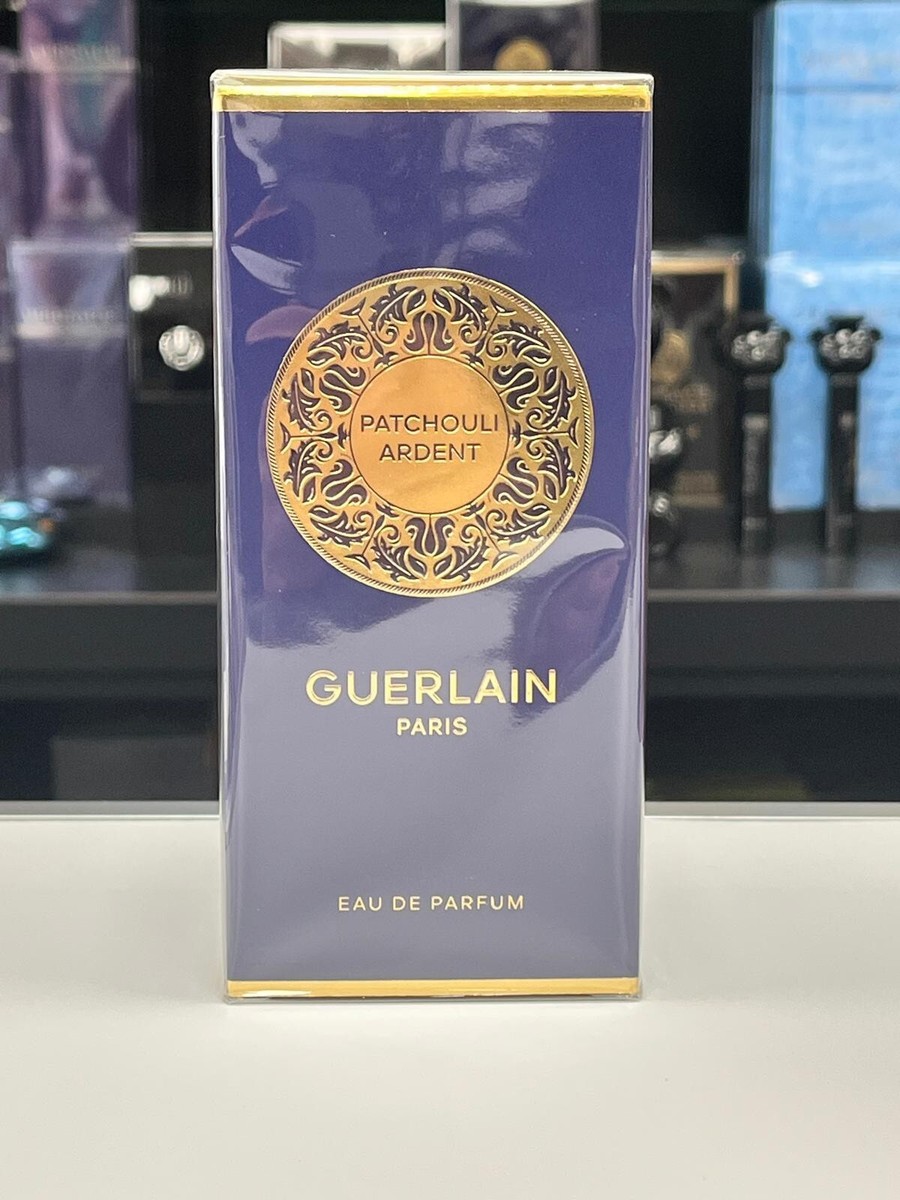 PATCHOULI
ARDENT
GUERLAIN
PARIS
EAU DE PARFUM